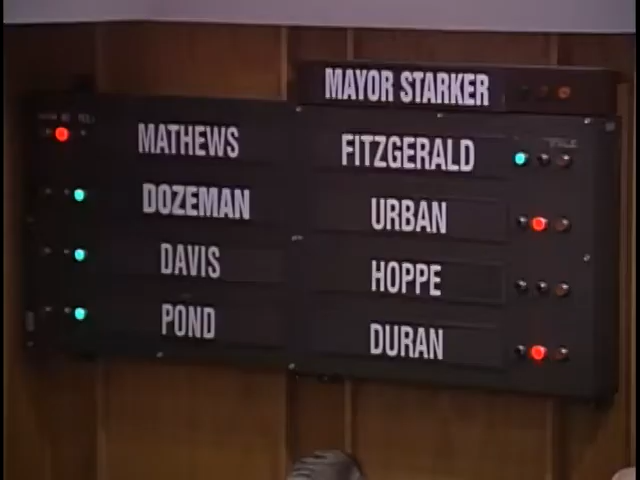 MAYOR STARKER
MATHEWS
FITZGERALD
DOZEMAN
URBAN
DAVIS
HOPPE
POND
DURAN